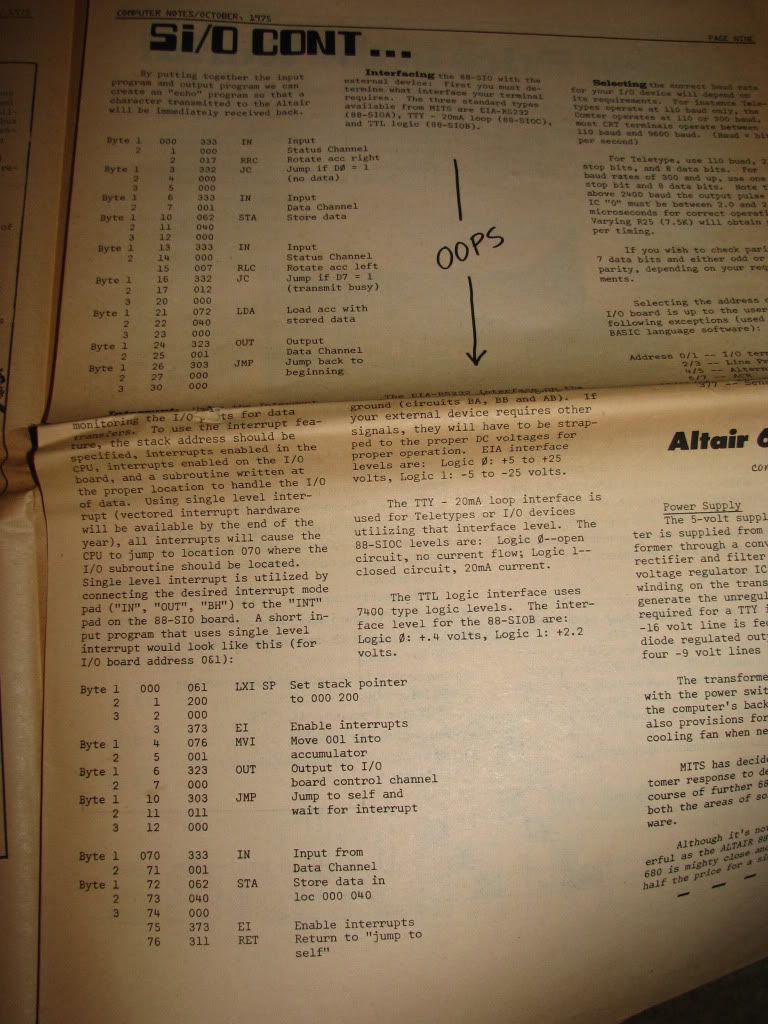 COMPUTER NOTES/OCTOBER, 1975
PAGE NINE
Si/O CONT...
By putting together the input
program and output program we can
create an "echo" program so that a
character transmitted to the Altair
will be immediately received back.
Byte 1 000 333 IN Input
2 1 000 Status Channel
2 017 RRC Rotate acc right
Byte 1 3 332 JC Jump if DØ = 1
2 4 000 (no data)
3 5 000
Byte 1 6 333 IN Input
2 7 001 Data Channel
Byte 1 10 062 STA Store data
2 11 040
3 12 000
Byte 1 13 333 IN Input
2 14 000 Status Channel
15 007 RLC Rotate acc left
Byte 1 16 332 JC Jump if D7 = 1
2 17 012 (transmit busy)
3 20 000
Byte 1 21 072 LDA Load acc with
2 22 040 stored data
3 23 000
Byte 1 24 323 OUT Output
2 25 001 Data Channel
Byte 1 26 303 JMP Jump back to
2 27 000 beginning
3 30 000
monitoring the I/O for data
transfers. To use the interrupt fea-
ture, the stack address should be
specified, interrupts enabled in the
CPU, interrupts enabled on the I/O
board, and a subroutine written at
the proper location to handle the I/O
of data. Using single level inter-
rupt (vectored interrupt hardware
will be available by the end of the
year), all interrupts will cause the
CPU to jump to location 070 where the
I/O subroutine should be located.
Single level interrupt is utilized by
connecting the desired interrupt mode
pad ("IN", "OUT", "BH") to the "INT"
pad on the 88-SIO board. A short in-
put program that uses single level
interrupt would look like this (for
I/O board address 0&1):
Byte 1 000 061 LXI SP Set stack pointer
2 1 200 to 000 200
3 2 000
3 373 EI Enable interrupts
Byte 1 4 076 MVI Move 001 into
2 5 001 accumulator
Byte 1 6 323 OUT Output to I/O
2 7 000 board control channel
Byte 1 10 303 JMP Jump to self and
2 11 011 wait for interrupt
3 12 000
Byte 1 070 333 IN Input from
2 71 001 Data Channel
Byte 1 72 062 STA Store data in
2 73 040 loc 000 040
3 74 000
75 373 EI Enable interrupts
76 311 RET Return to "jump to
self"
Interfacing the 88-SIO with the
external device: First you must de-
termine what interface your terminal
requires. The three standard types
available from MITS are EIA-RS232
(88-SIOA), TTY - 20mA loop (88-SIOC),
and TTL logic (88-SIOB).
OOPS
The EIA-RS232 interface
ground (circuits BA, BB and AB). If
your external device requires other
signals, they will have to be strap-
ped to the proper DC voltages for
proper operation. EIA interface
levels are: Logic Ø: +5 to +25
volts, Logic 1: -5 to -25 volts.
The TTY - 20mA loop interface is
used for Teletypes or I/O devices
utilizing that interface level. The
88-SIOC levels are: Logic Ø--open
circuit, no current flow; Logic 1--
closed circuit, 20mA current.
The TTL logic interface uses
7400 type logic levels. The inter-
face level for the 88-SIOB are:
Logic Ø: +.4 volts, Logic 1: +2.2
volts.
Selecting the correct baud rate
for your I/O device will depend on
its requirements. For instance Tele-
types operate at 110 baud only, the
Comter operates at 110 or 300 baud,
most CRT terminals operate between
110 baud and 9600 baud. (Baud =
per second)
For Teletype, use 110 buad, 2
stop bits, and 8 data bits. For
baud rates of 300 and up, use one
stop bit and 8 data bits. Note
above 2400 baud the output pulse
IC "0" must be between 2.0 and
microseconds for correct
Varying R25 (7.5K) will obtain
per timing.
If you wish to check
7 data bits and either odd or
parity, depending on your
ments.
Selecting the address
I/O board is up to the
following exceptions (used
BASIC language software):
Address 0/1 -- I/O
2/3 -- Line
4/5 --
6/7 --
377 --
Altair
Power Supply
The 5-volt
ter is supplied from
former through a
rectifier and filter
voltage regulator IC
winding on the
generate the
required for a TTY
-16 volt line is
diode regulated
four -9 volt lines
The
with the power
the computer's
also provisions for
cooling fan when
MITS has
tomer response to
course of further
both the areas of
ware.
Although it's
erful as the ALTAIR
680 is mighty close
half the price for a